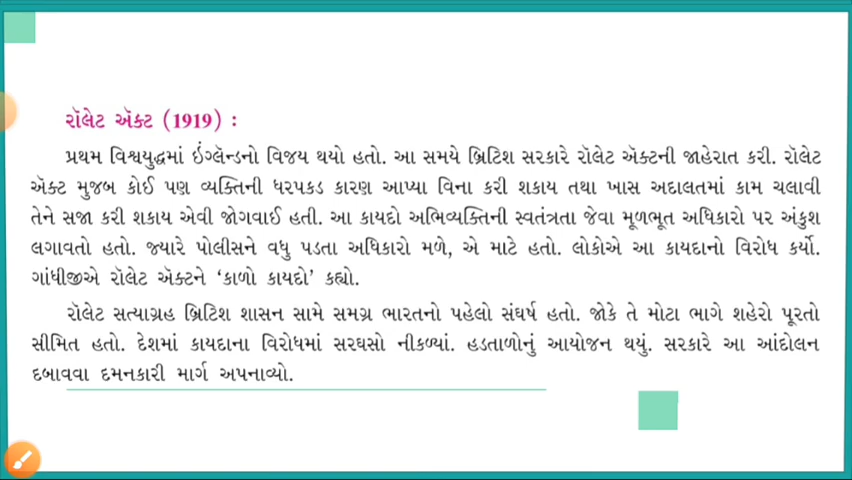 રૉલેટ ઍક્ટ (1919) :
પ્રથમ વિશ્વયુદ્ધમાં ઇંગ્લૅન્ડનો વિજય થયો હતો. આ સમયે બ્રિટિશ સરકારે રૉલેટ ઍક્ટની જાહેરાત કરી. રૉલેટ
ઍક્ટ મુજબ કોઈ પણ વ્યક્તિની ધરપકડ કારણ આપ્યા વિના કરી શકાય તથા ખાસ અદાલતમાં કામ ચલાવી
તેને સજા કરી શકાય એવી જોગવાઈ હતી. આ કાયદો અભિવ્યક્તિની સ્વતંત્રતા જેવા મૂળભૂત અધિકારો પર અંકુશ
લગાવતો હતો. જ્યારે પોલીસને વધુ પડતા અધિકારો મળે, એ માટે હતો. લોકોએ આ કાયદાનો વિરોધ કર્યો.
ગાંધીજીએ રૉલેટ ઍક્ટને ‘કાળો કાયદો’ કહ્યો.
રૉલેટ સત્યાગ્રહ બ્રિટિશ શાસન સામે સમગ્ર ભારતનો પહેલો સંઘર્ષ હતો. જોકે તે મોટા ભાગે શહેરો પૂરતો
સીમિત હતો. દેશમાં કાયદાના વિરોધમાં સરઘસો નીકળ્યાં. હડતાળોનું આયોજન થયું. સરકારે આ આંદોલન
દબાવવા દમનકારી માર્ગ અપનાવ્યો.